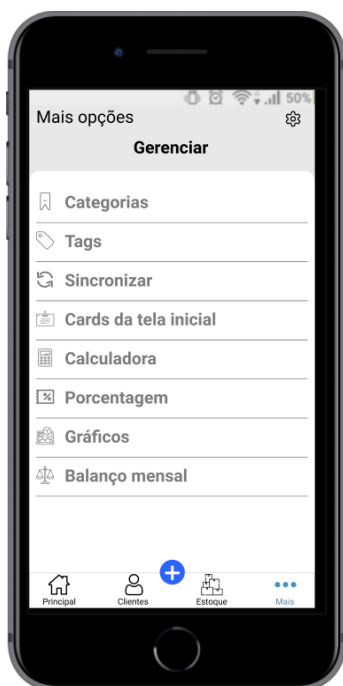 50%
Mais opções
Gerenciar
Categorias
Tags
Sincronizar
Cards da tela inicial
Calculadora
Porcentagem
Gráficos
Balanço mensal
Principal Clientes Estoque Mais